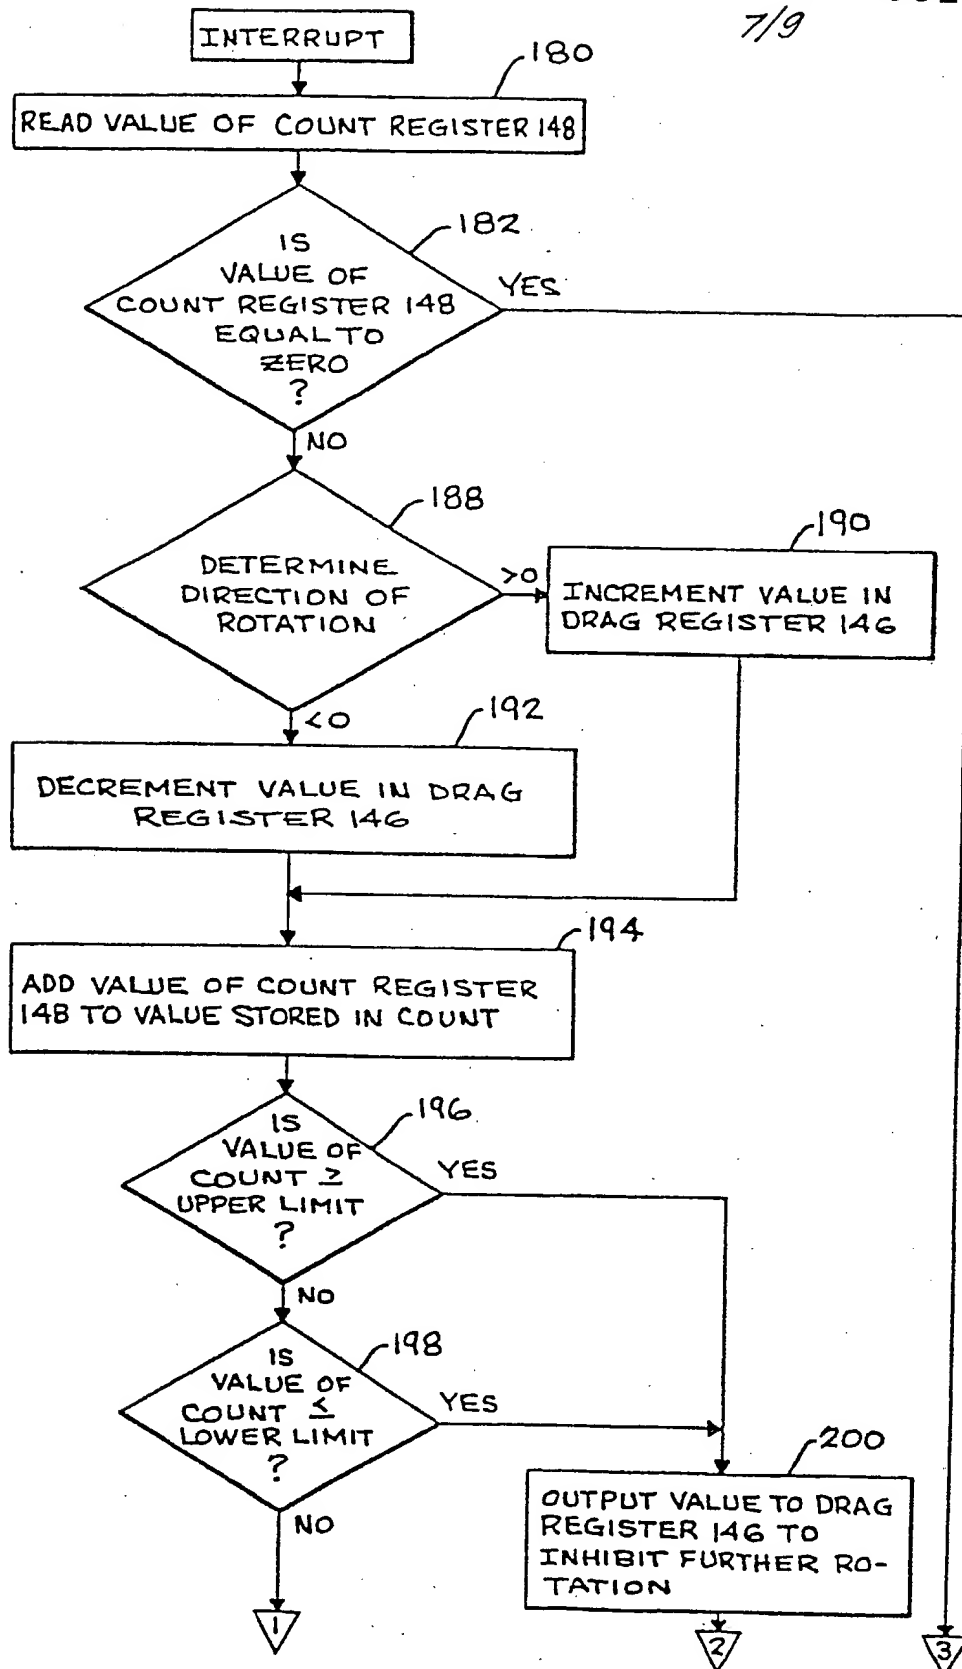 7/9
INTERRUPT
180
READ VALUE OF COUNT REGISTER 148
182
IS
VALUE OF
COUNT REGISTER 148
EQUAL TO
ZERO
?
YES
NO
188
DETERMINE
DIRECTION OF
ROTATION
>0
190
INCREMENT VALUE IN
DRAG REGISTER 146
<0
192
DECREMENT VALUE IN DRAG
REGISTER 146
194
ADD VALUE OF COUNT REGISTER
148 TO VALUE STORED IN COUNT
196
IS
VALUE OF
COUNT ≥
UPPER LIMIT
?
YES
NO
198
IS
VALUE OF
COUNT ≤
LOWER LIMIT
?
YES
NO
200
OUTPUT VALUE TO DRAG
REGISTER 146 TO
INHIBIT FURTHER RO-
TATION
1
2
3